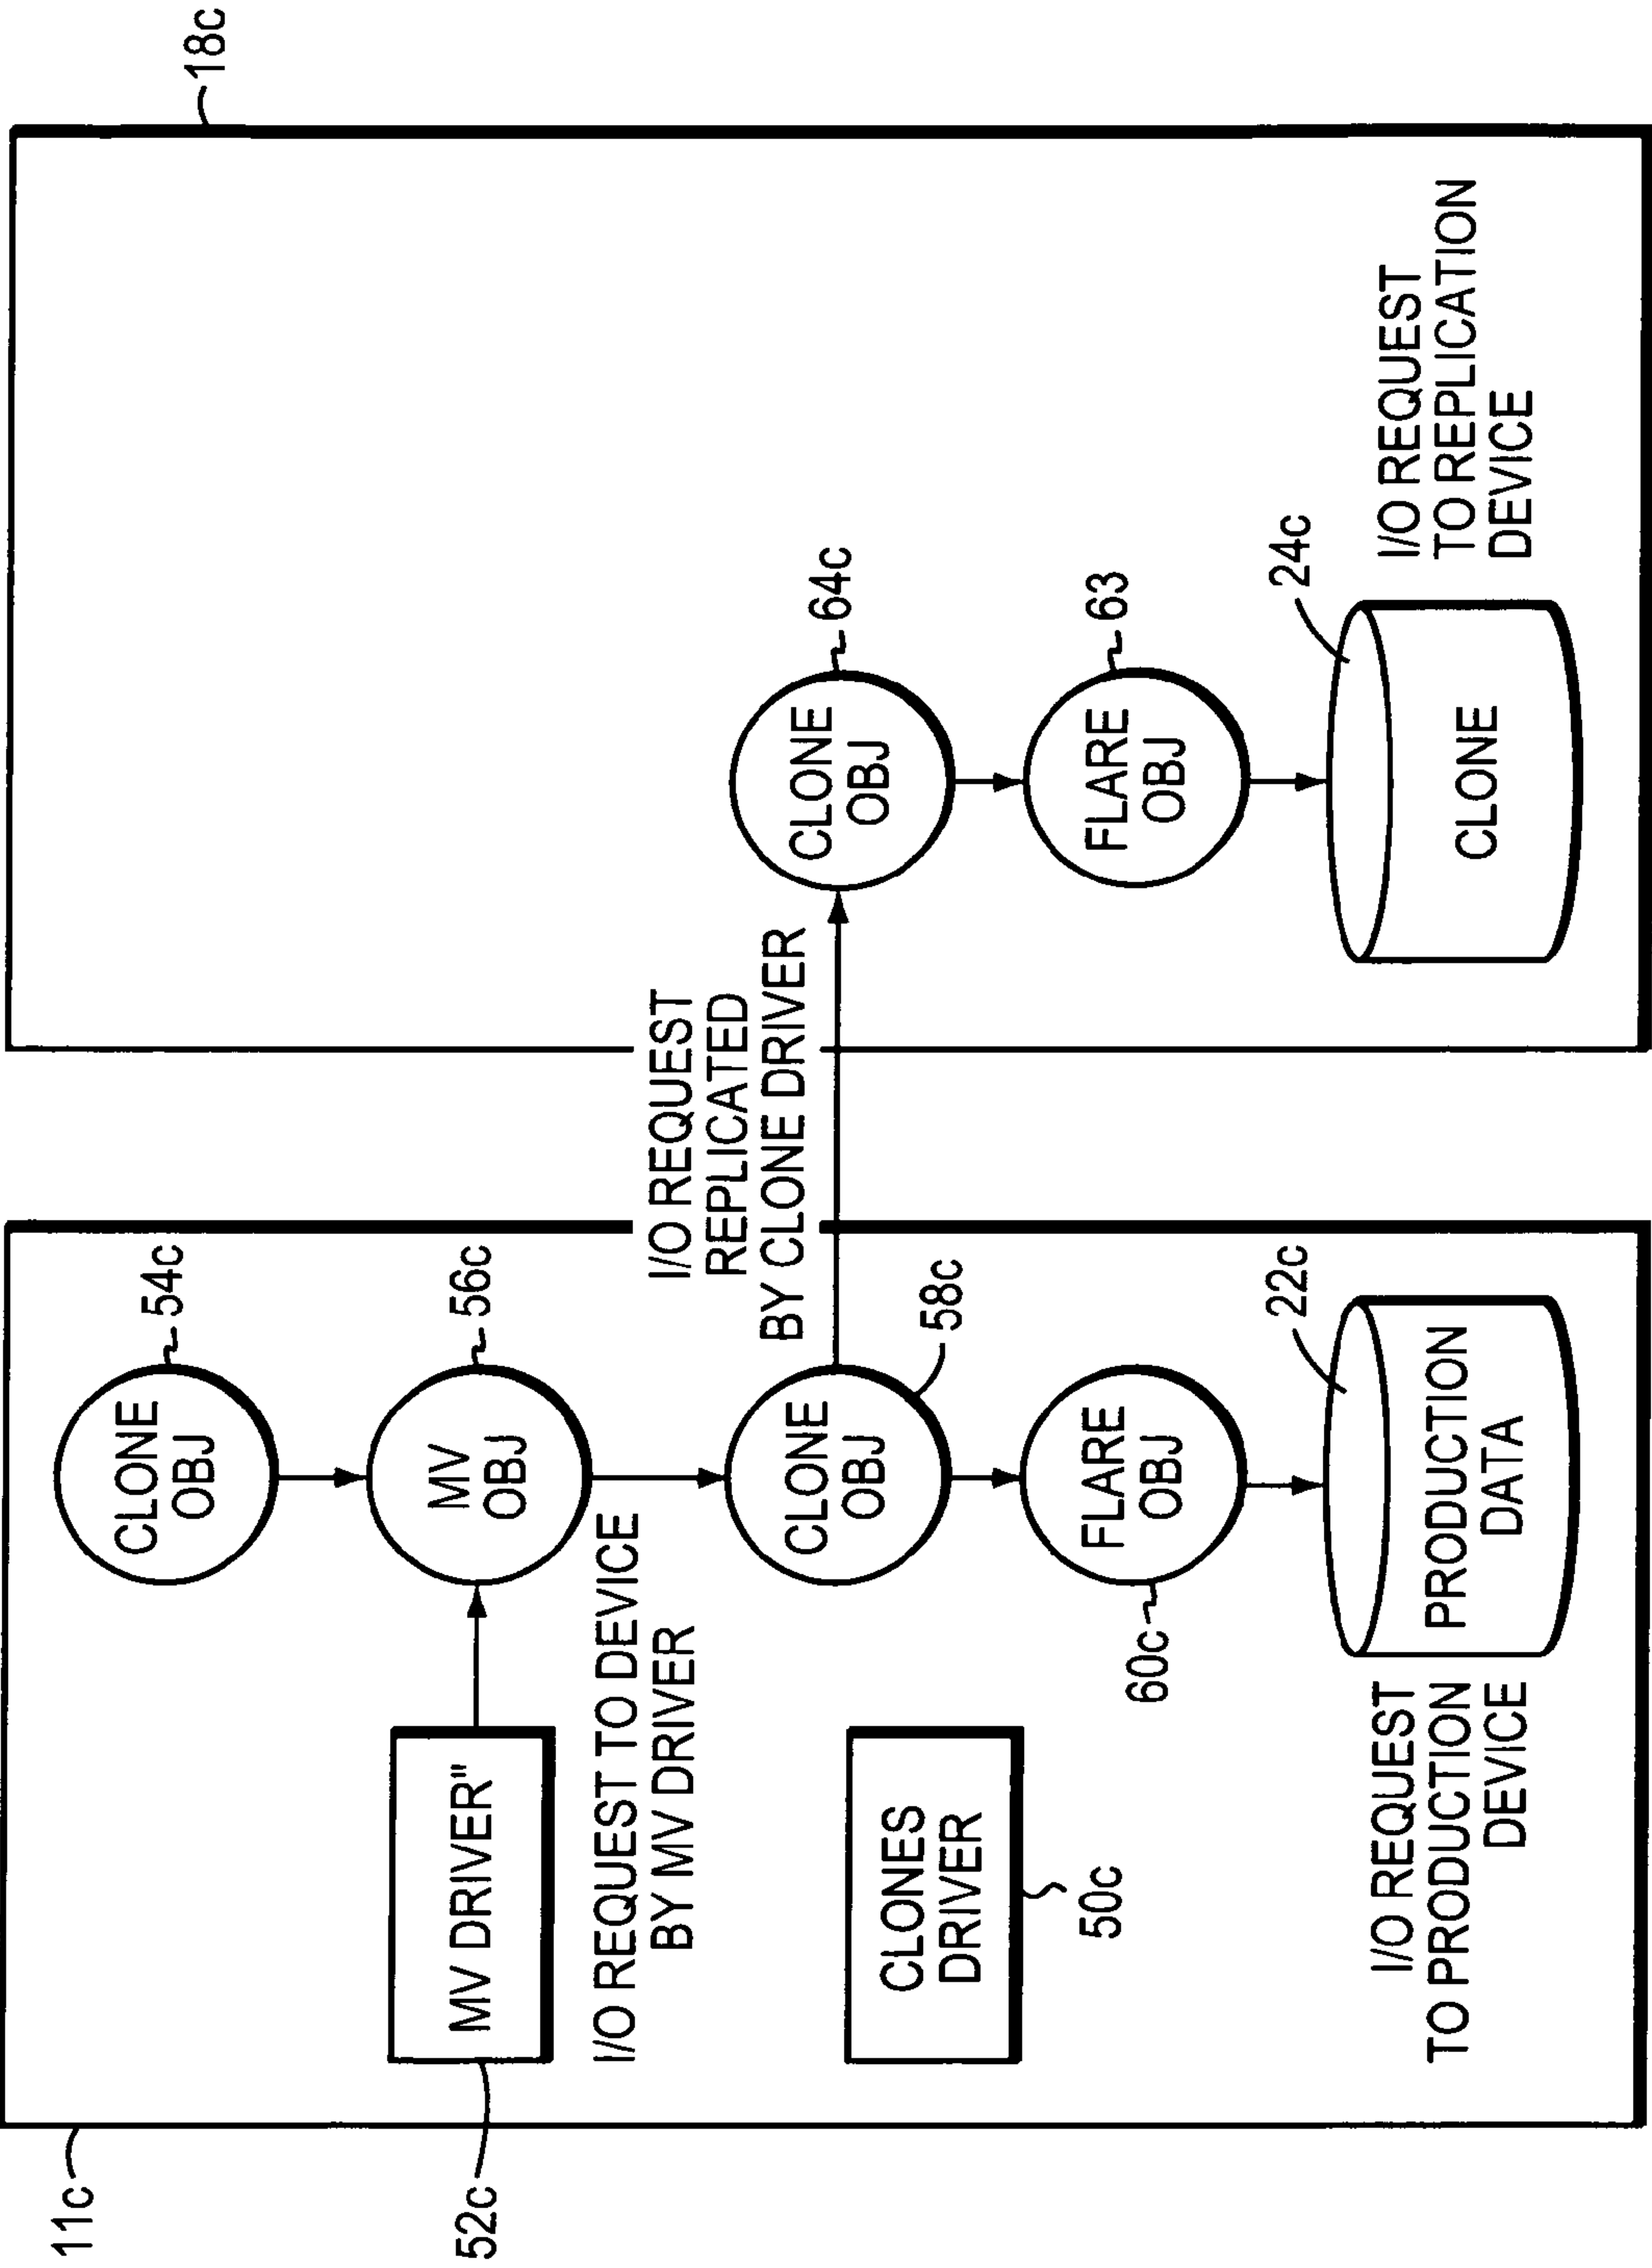 11c
18c
CLONE
OBJ
54c
52c
MV DRIVER"
MV
OBJ
56c
I/O REQUEST TO DEVICE
BY MV DRIVER
I/O REQUEST
REPLICATED
BY CLONE DRIVER
CLONES
DRIVER
50c
CLONE
OBJ
58c
CLONE
OBJ
64c
60c
FLARE
OBJ
FLARE
OBJ
63
I/O REQUEST
TO PRODUCTION
DEVICE
PRODUCTION
DATA
22c
CLONE
24c
I/O REQUEST
TO REPLICATION
DEVICE